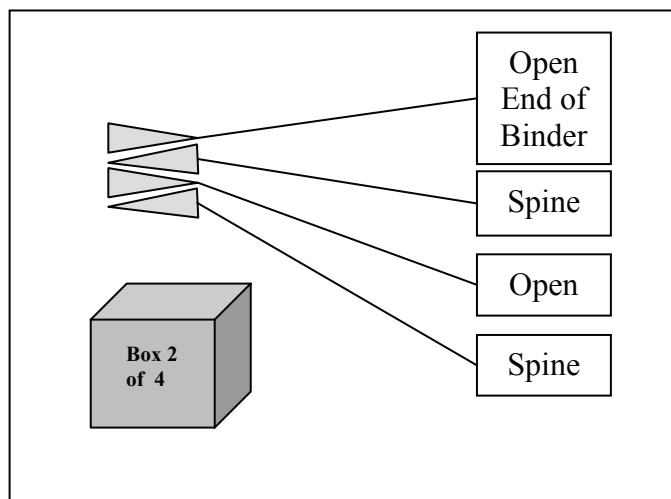 Open
End of
Binder
Spine
Open
Spine
Box 2
of 4